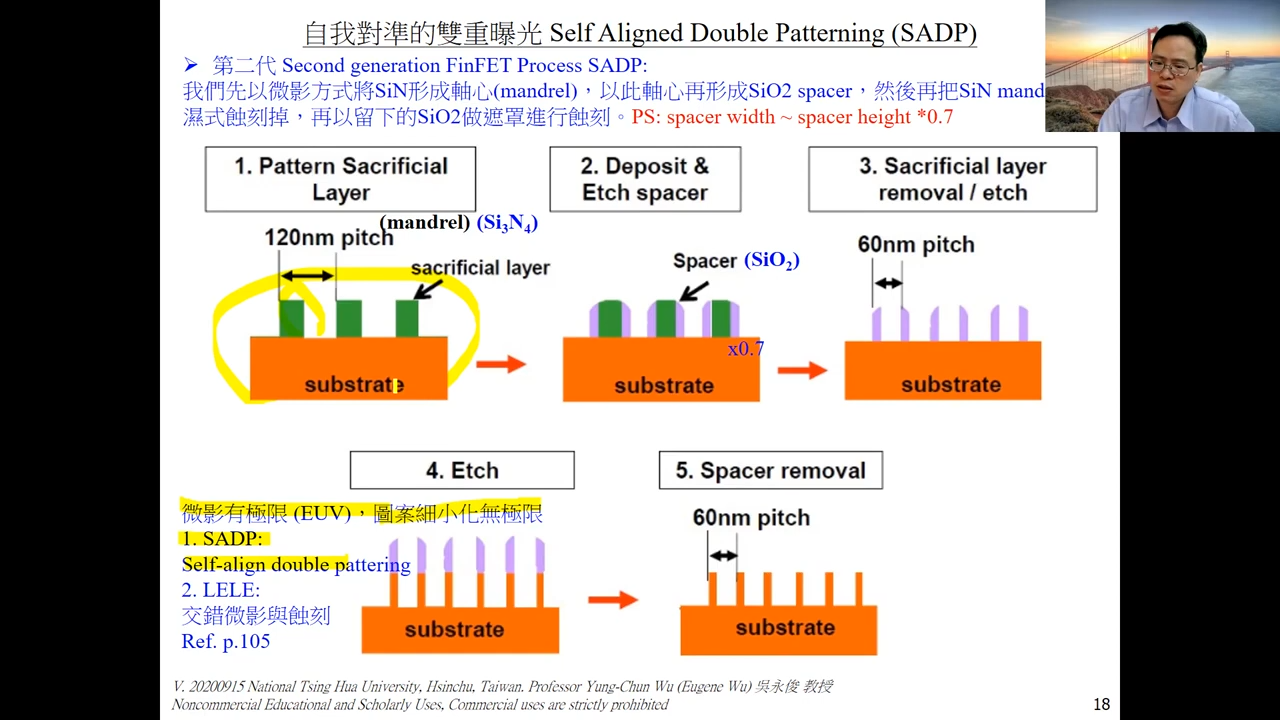 自我對準的雙重曝光 Self Aligned Double Patterning (SADP)
➢ 第二代 Second generation FinFET Process SADP:
我們先以微影方式將SiN形成軸心(mandrel)，以此軸心再形成SiO2 spacer，然後再把SiN mand
濕式蝕刻掉，再以留下的SiO2做遮罩進行蝕刻。PS: spacer width ~ spacer height *0.7
1. Pattern Sacrificial
Layer
2. Deposit &
Etch spacer
3. Sacrificial layer
removal / etch
(mandrel) (Si3N4)
120nm pitch
sacrificial layer
substrate
Spacer (SiO2)
x0.7
substrate
60nm pitch
substrate
4. Etch
5. Spacer removal
微影有極限 (EUV)，圖案細小化無極限
1. SADP:
Self-align double pattering
2. LELE:
交錯微影與蝕刻
Ref. p.105
substrate
60nm pitch
substrate
V. 20200915 National Tsing Hua University, Hsinchu, Taiwan. Professor Yung-Chun Wu (Eugene Wu) 吳永俊 教授
Noncommercial Educational and Scholarly Uses, Commercial uses are strictly prohibited
18